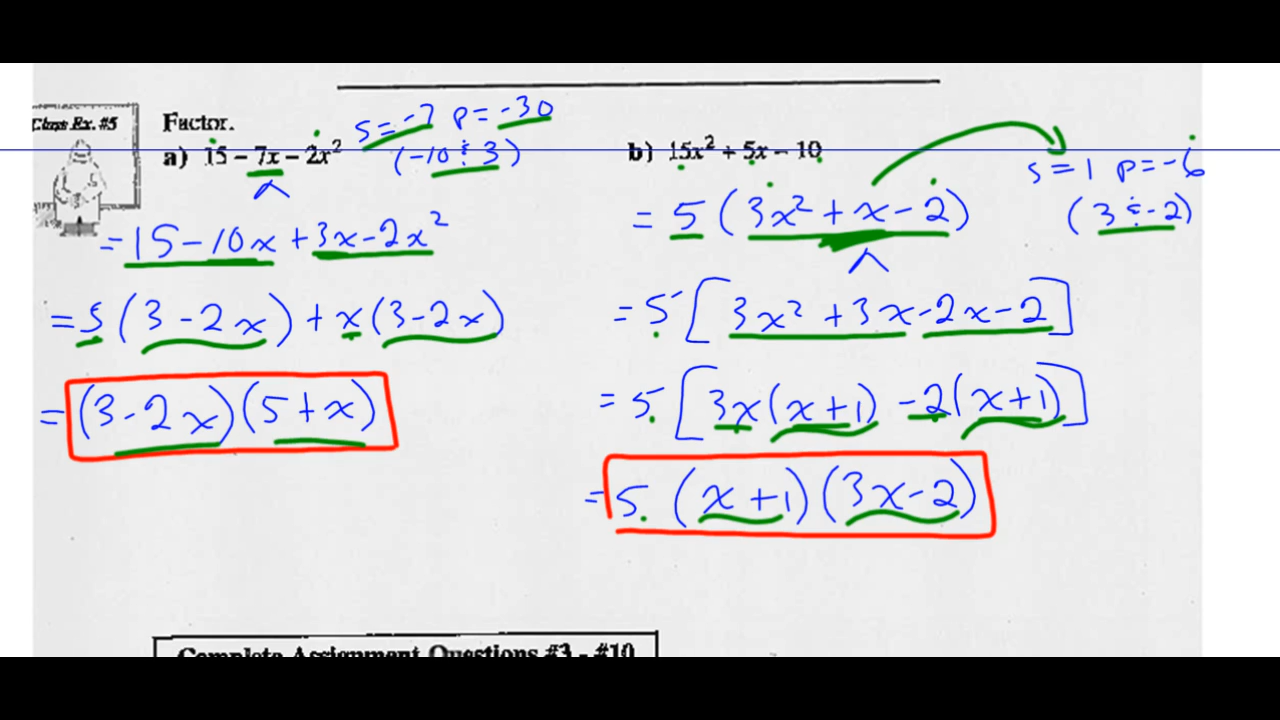 Class Ex. #5
Factor.
a) 15 − 7x − 2x²
s = -7 p = -30
(-10 & 3)
= 15 - 10x + 3x - 2x²
= 5(3 - 2x) + x(3 - 2x)
= (3 - 2x)(5 + x)
b) 15x² + 5x − 10
s = 1 p = -6
(3 & -2)
= 5(3x² + x - 2)
= 5[3x² + 3x - 2x - 2]
= 5[3x(x + 1) - 2(x + 1)]
= 5(x + 1)(3x - 2)
Complete Assignment Questions #3 - #10